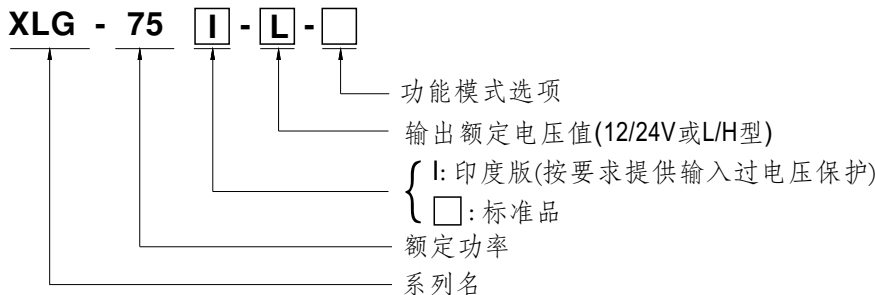 XLG - 75 I - L - □
功能模式选项
输出额定电压值(12/24V或L/H型)
I: 印度版(按要求提供输入过电压保护)
□: 标准品
额定功率
系列名